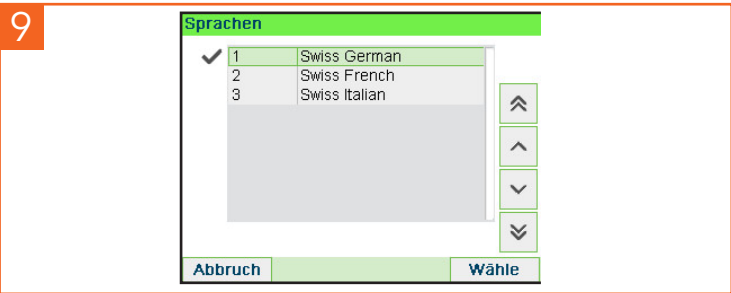 9
Sprachen
1 Swiss German
2 Swiss French
3 Swiss Italian
Abbruch Wähle